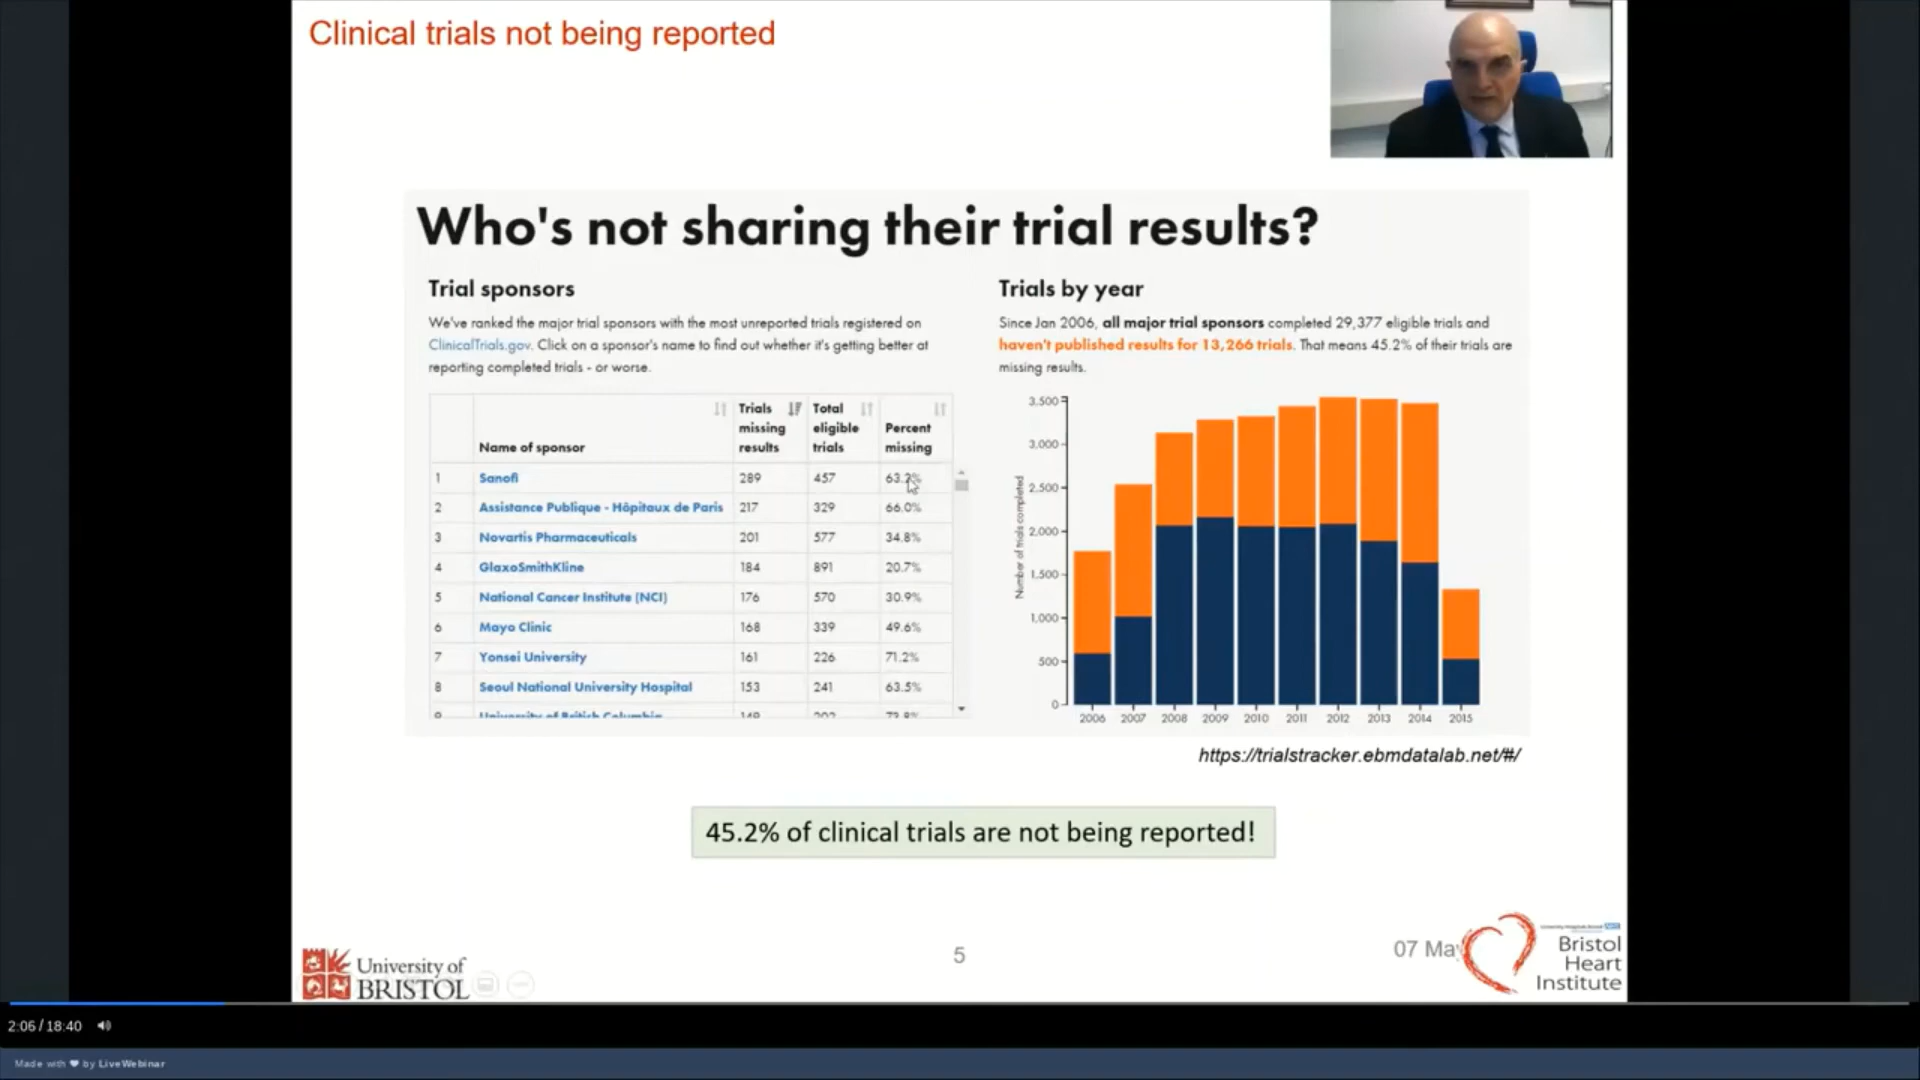 Clinical trials not being reported
Who's not sharing their trial results?
Trial sponsors
We've ranked the major trial sponsors with the most unreported trials registered on
ClinicalTrials.gov. Click on a sponsor's name to find out whether it's getting better at
reporting completed trials - or worse.
Name of sponsor
Trials missing results
Total eligible trials
Percent missing
1 Sanofi 289 457 63.2%
2 Assistance Publique - Hôpitaux de Paris 217 329 66.0%
3 Novartis Pharmaceuticals 201 577 34.8%
4 GlaxoSmithKline 184 891 20.7%
5 National Cancer Institute (NCI) 176 570 30.9%
6 Mayo Clinic 168 339 49.6%
7 Yonsei University 161 226 71.2%
8 Seoul National University Hospital 153 241 63.5%
9 University of British Columbia 149
Trials by year
Since Jan 2006, all major trial sponsors completed 29,377 eligible trials and
haven't published results for 13,266 trials. That means 45.2% of their trials are
missing results.
Number of trials completed
3,500
3,000
2,500
2,000
1,500
1,000
500
0
2006 2007 2008 2009 2010 2011 2012 2013 2014 2015
https://trialstracker.ebmdatalab.net/#/
45.2% of clinical trials are not being reported!
University of
BRISTOL
5
07 May
Bristol
Heart
Institute
2:06 / 18:40
Made with ❤ by LiveWebinar